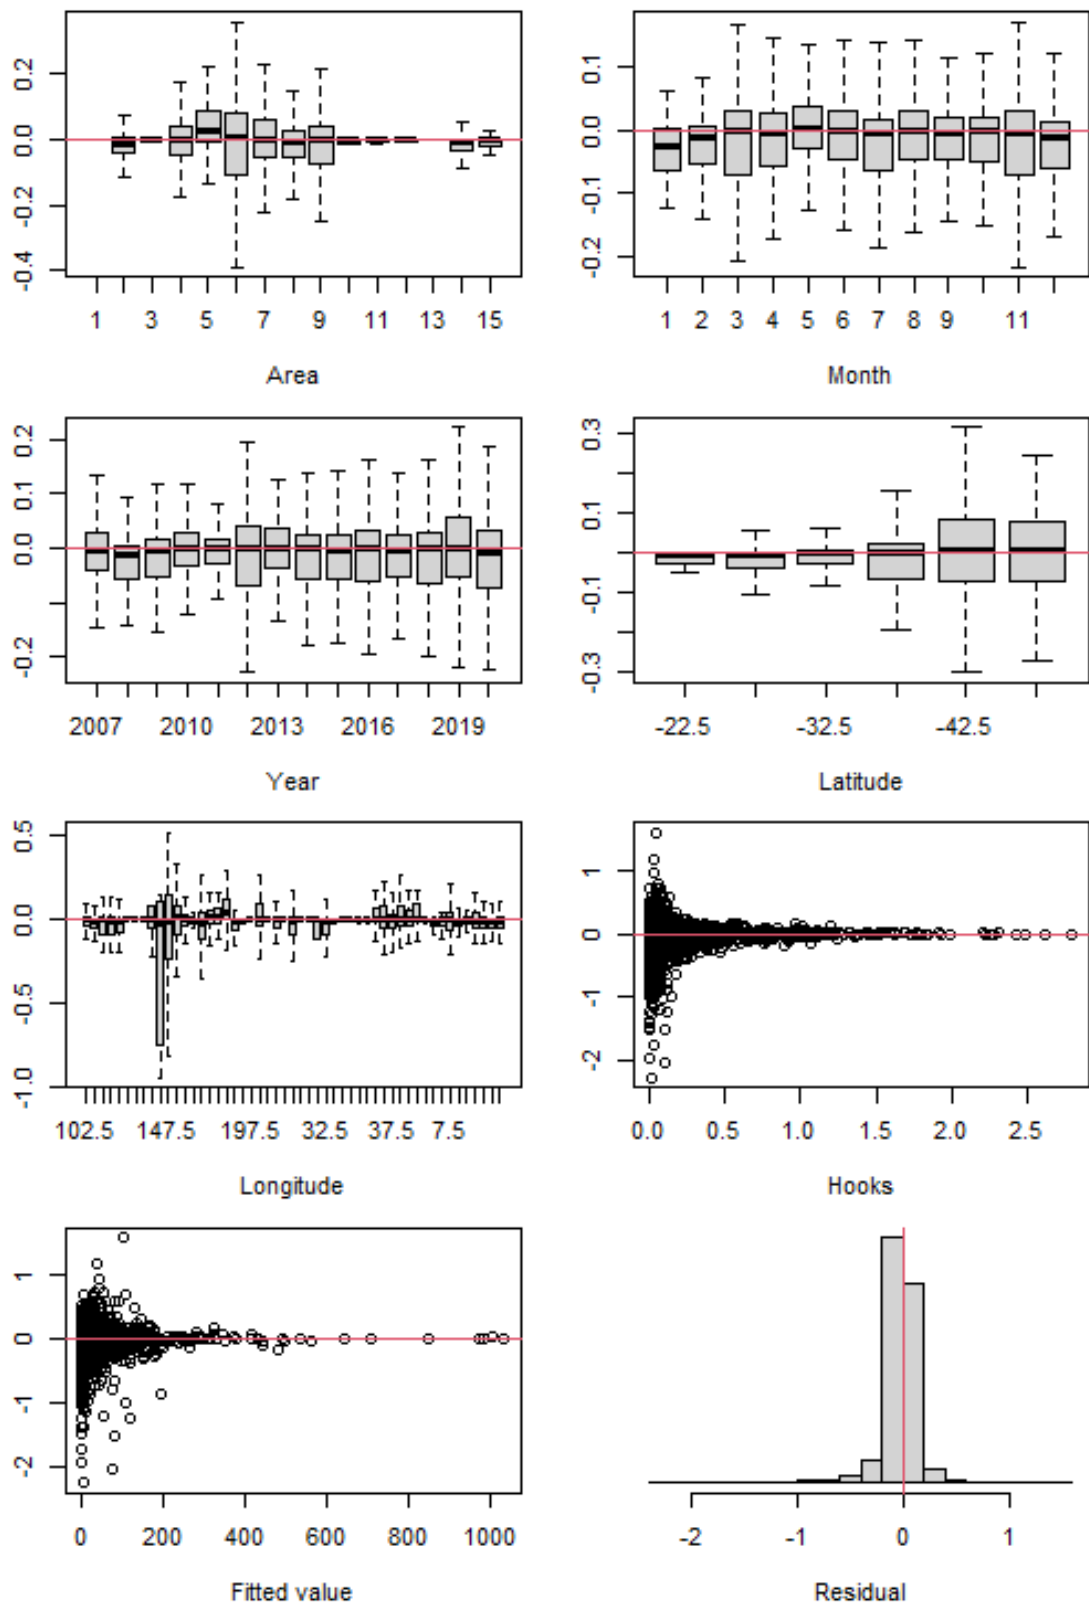 0.2
0.0
-0.2
-0.4
1 3 5 7 9 11 13 15
Area
0.1
0.0
-0.1
-0.2
1 2 3 4 5 6 7 8 9 11
Month
0.2
0.1
0.0
-0.2
2007 2010 2013 2016 2019
Year
0.3
0.1
-0.1
-0.3
-22.5 -32.5 -42.5
Latitude
0.5
0.0
-0.5
-1.0
102.5 147.5 197.5 32.5 37.5 7.5
Longitude
1
0
-1
-2
0.0 0.5 1.0 1.5 2.0 2.5
Hooks
1
0
-1
-2
0 200 400 600 800 1000
Fitted value
-2 -1 0 1
Residual